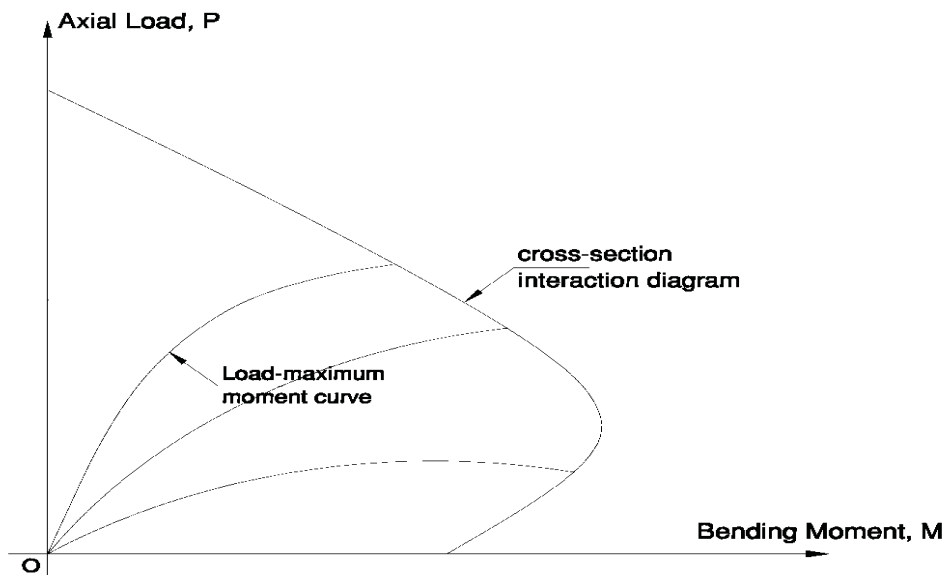 Axial Load, P
cross-section
interaction diagram
Load-maximum
moment curve
Bending Moment, M
O